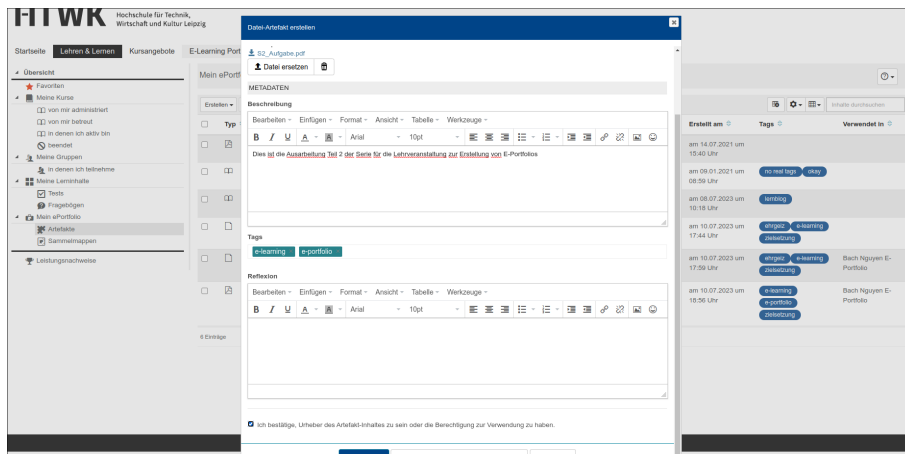 HTWK
Hochschule für Technik,
Wirtschaft und Kultur Leipzig
Startseite
Lehren & Lernen
Kursangebote
E-Learning Port
Übersicht
Favoriten
Meine Kurse
von mir administriert
von mir betreut
in denen ich aktiv bin
beendet
Meine Gruppen
in denen ich teilnehme
Meine Lerninhalte
Tests
Fragebögen
Mein ePortfolio
Artefakte
Sammelmappen
Leistungsnachweise
Mein ePortf
Erstellen
Typ
6 Einträge
Datei-Artefakt erstellen
S2_Aufgabe.pdf
Datei ersetzen
METADATEN
Beschreibung
Bearbeiten Einfügen Format Ansicht Tabelle Werkzeuge
B I U A A Arial 10pt
Dies ist die Ausarbeitung Teil 2 der Serie für die Lehrveranstaltung zur Erstellung von E-Portfolios
Tags
e-learning e-portfolio
Reflexion
Bearbeiten Einfügen Format Ansicht Tabelle Werkzeuge
B I U A A Arial 10pt
Ich bestätige, Urheber des Artefakt-Inhaltes zu sein oder die Berechtigung zur Verwendung zu haben.
Inhalte durchsuchen
Erstellt am Tags Verwendet in
am 14.07.2021 um
15:40 Uhr
am 09.01.2021 um
08:59 Uhr
no real tags okay
am 08.07.2023 um
10:18 Uhr
lernblog
am 10.07.2023 um
17:44 Uhr
ehrgeiz e-learning
zielsetzung
am 10.07.2023 um
17:59 Uhr
ehrgeiz e-learning
zielsetzung
Bach Nguyen E-
Portfolio
am 10.07.2023 um
18:56 Uhr
e-learning
e-portfolio
zielsetzung
Bach Nguyen E-
Portfolio